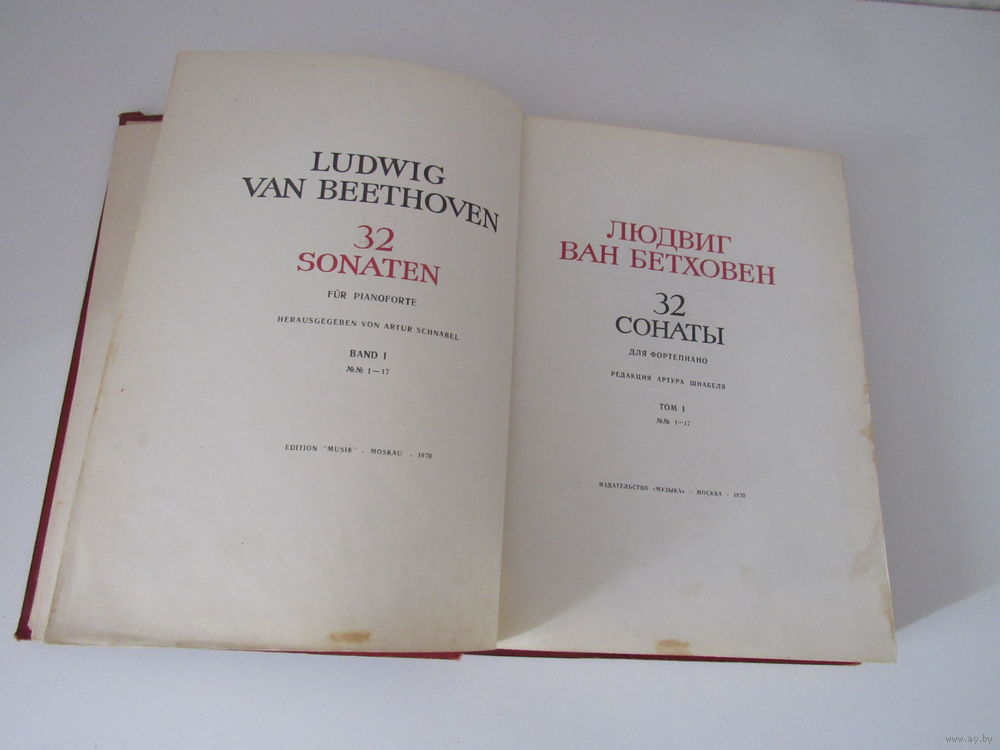 LUDWIG
VAN BEETHOVEN
32
SONATEN
FÜR PIANOFORTE
HERAUSGEGEBEN VON ARTUR SCHNABEL
BAND I
№№ 1—17
EDITION "MUSIK" · MOSKAU · 1970
ЛЮДВИГ
ВАН БЕТХОВЕН
32
СОНАТЫ
ДЛЯ ФОРТЕПИАНО
РЕДАКЦИЯ АРТУРА ШНАБЕЛЯ
ТОМ I
№№ 1—17
ИЗДАТЕЛЬСТВО «МУЗЫКА» · МОСКВА · 1970
www.ay.by